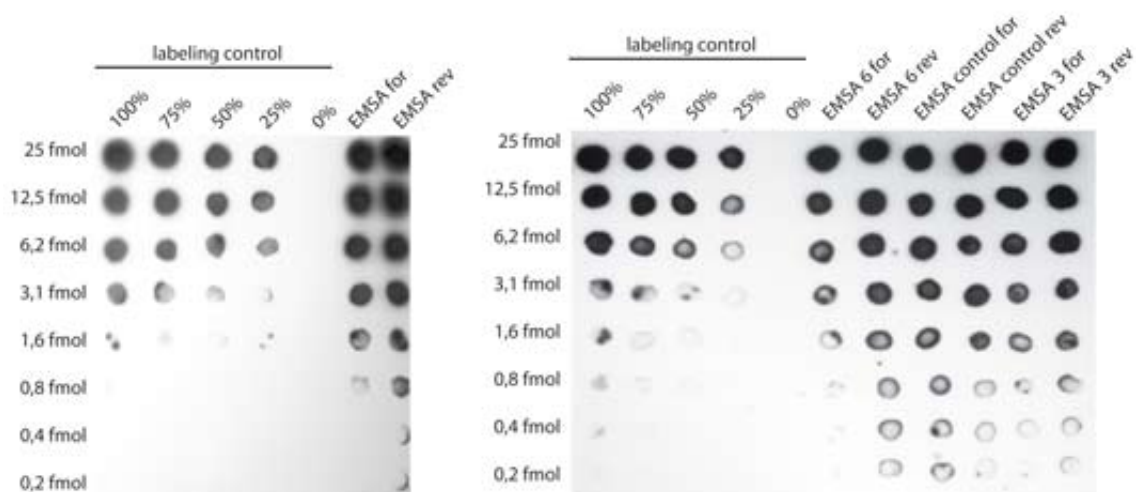 labeling control
100% 75% 50% 25% 0% EMSA for EMSA rev
25 fmol
12,5 fmol
6,2 fmol
3,1 fmol
1,6 fmol
0,8 fmol
0,4 fmol
0,2 fmol
labeling control
100% 75% 50% 25% 0% EMSA 6 for EMSA 6 rev EMSA control for EMSA control rev EMSA 3 for EMSA 3 rev
25 fmol
12,5 fmol
6,2 fmol
3,1 fmol
1,6 fmol
0,8 fmol
0,4 fmol
0,2 fmol